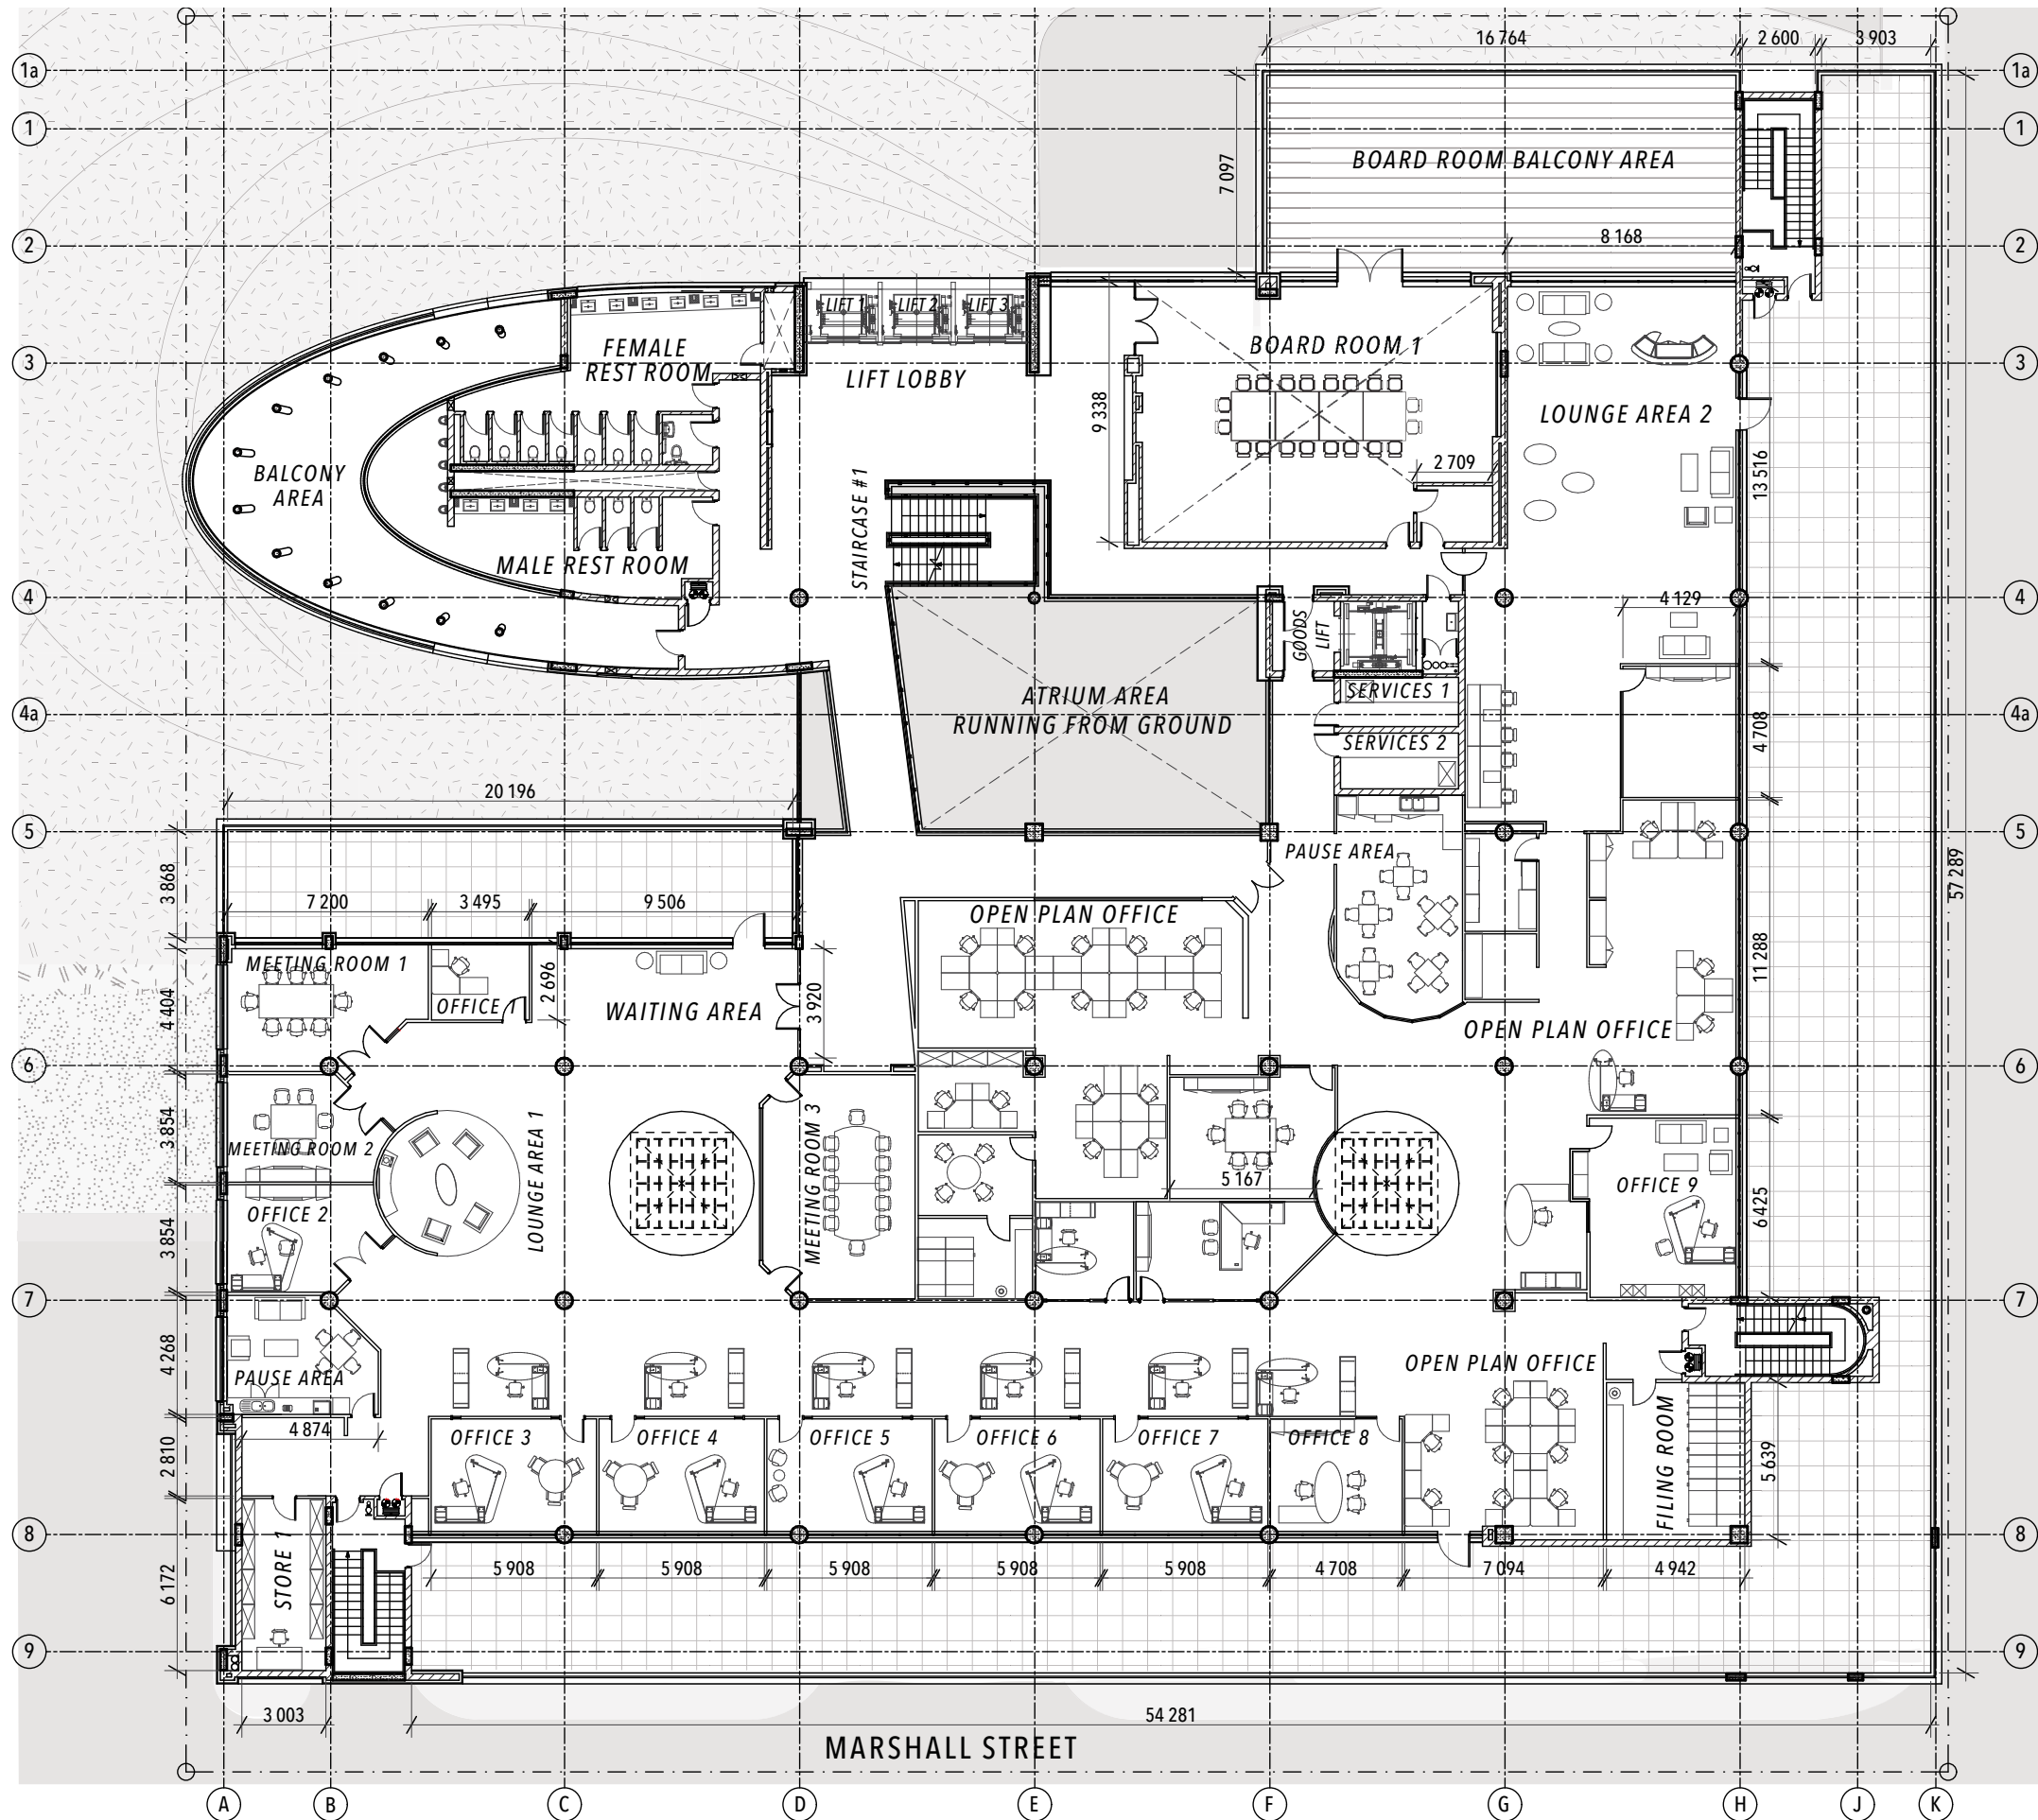 16 764
2 600
3 903
1a
1a
1
1
BOARD ROOM BALCONY AREA
7 097
2
2
8 168
LIFT 1
LIFT 2
LIFT 3
FEMALE
REST ROOM
BOARD ROOM 1
3
3
LIFT LOBBY
9 338
LOUNGE AREA 2
2 709
13 516
BALCONY
AREA
STAIRCASE #1
MALE REST ROOM
4
4
4 129
GOODS
LIFT
ATRIUM AREA
RUNNING FROM GROUND
SERVICES 1
4a
4a
4 708
SERVICES 2
20 196
5
5
PAUSE AREA
3 868
57 289
7 200
3 495
9 506
OPEN PLAN OFFICE
MEETING ROOM 1
2 696
11 288
4 404
OFFICE 1
WAITING AREA
3 920
OPEN PLAN OFFICE
6
6
3 854
MEETING ROOM 2
LOUNGE AREA 1
MEETING ROOM 3
5 167
OFFICE 9
6 425
3 854
OFFICE 2
7
7
4 268
PAUSE AREA
OPEN PLAN OFFICE
4 874
OFFICE 3
OFFICE 4
OFFICE 5
OFFICE 6
OFFICE 7
OFFICE 8
FILING ROOM
5 639
2 810
8
8
STORE 1
6 172
5 908
5 908
5 908
5 908
5 908
4 708
7 094
4 942
9
9
3 003
54 281
MARSHALL STREET
A
B
C
D
E
F
G
H
J
K